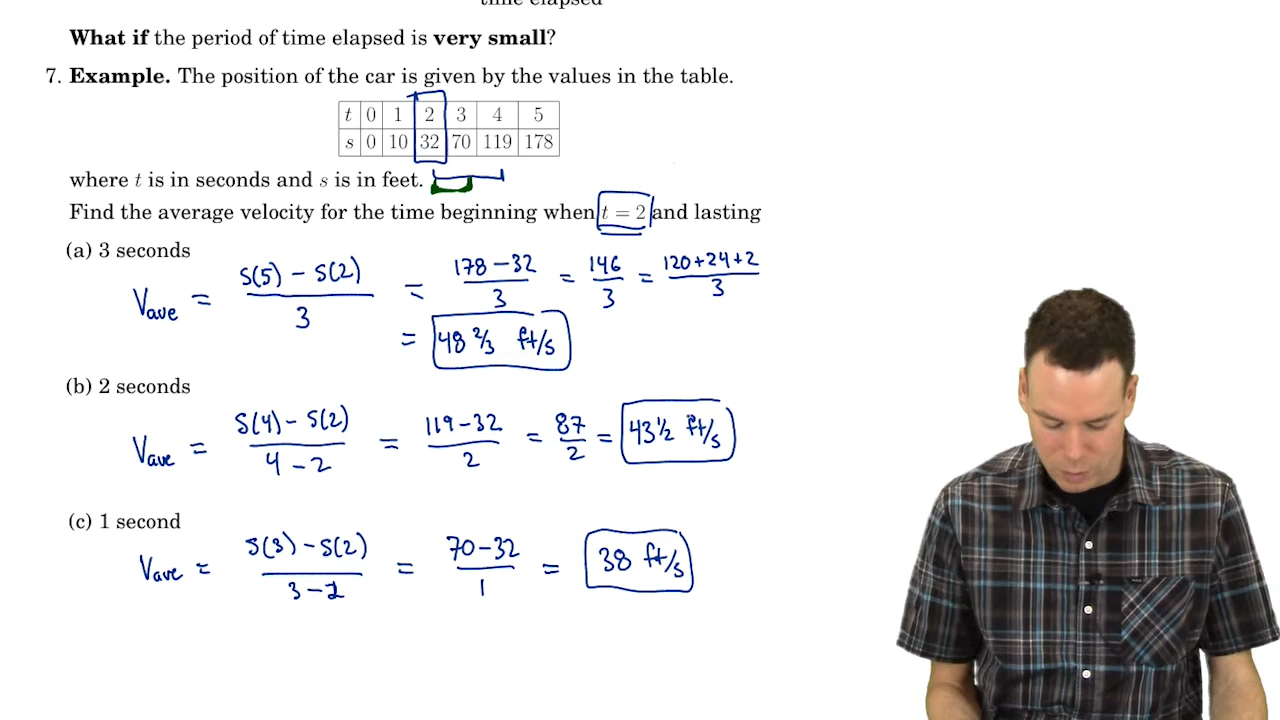 time elapsed
What if the period of time elapsed is very small?
7. Example. The position of the car is given by the values in the table.
t 0 1 2 3 4 5
s 0 10 32 70 119 178
where t is in seconds and s is in feet.
Find the average velocity for the time beginning when t = 2 and lasting
(a) 3 seconds
Vave = (S(5) - S(2))/3 = (178-32)/3 = 146/3 = (120+24+2)/3
= 48 2/3 ft/s
(b) 2 seconds
Vave = (S(4) - S(2))/(4-2) = (119-32)/2 = 87/2 = 43 1/2 ft/s
(c) 1 second
Vave = (S(3) - S(2))/(3-2) = (70-32)/1 = 38 ft/s